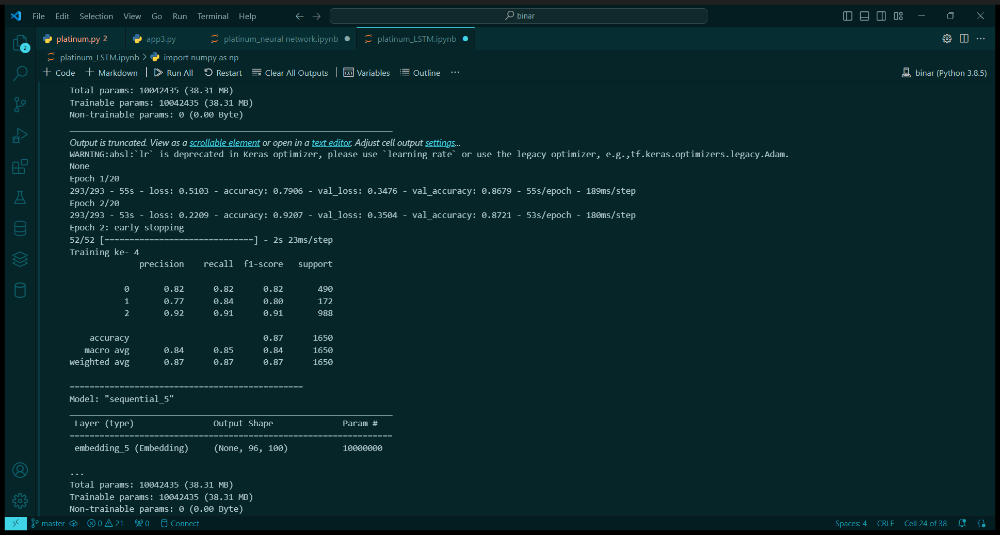 File Edit Selection View Go Run Terminal Help binar
platinum.py 2 app3.py platinum_neural network.ipynb platinum_LSTM.ipynb
2
platinum_LSTM.ipynb > import numpy as np
+ Code + Markdown Run All Restart Clear All Outputs Variables Outline ... binar (Python 3.8.5)
Total params: 10042435 (38.31 MB)
Trainable params: 10042435 (38.31 MB)
Non-trainable params: 0 (0.00 Byte)
_________________________________________________________________
Output is truncated. View as a scrollable element or open in a text editor. Adjust cell output settings...
WARNING:absl:`lr` is deprecated in Keras optimizer, please use `learning_rate` or use the legacy optimizer, e.g.,tf.keras.optimizers.legacy.Adam.
None
Epoch 1/20
293/293 - 55s - loss: 0.5103 - accuracy: 0.7906 - val_loss: 0.3476 - val_accuracy: 0.8679 - 55s/epoch - 189ms/step
Epoch 2/20
293/293 - 53s - loss: 0.2209 - accuracy: 0.9207 - val_loss: 0.3504 - val_accuracy: 0.8721 - 53s/epoch - 180ms/step
Epoch 2: early stopping
52/52 [==============================] - 2s 23ms/step
Training ke- 4
precision recall f1-score support
0 0.82 0.82 0.82 490
1 0.77 0.84 0.80 172
2 0.92 0.91 0.91 988
accuracy 0.87 1650
macro avg 0.84 0.85 0.84 1650
weighted avg 0.87 0.87 0.87 1650
===============================================
Model: "sequential_5"
_________________________________________________________________
Layer (type) Output Shape Param #
=================================================================
embedding_5 (Embedding) (None, 96, 100) 10000000
...
Total params: 10042435 (38.31 MB)
Trainable params: 10042435 (38.31 MB)
Non-trainable params: 0 (0.00 Byte)
master 0 21 0 Connect Spaces: 4 CRLF Cell 24 of 38